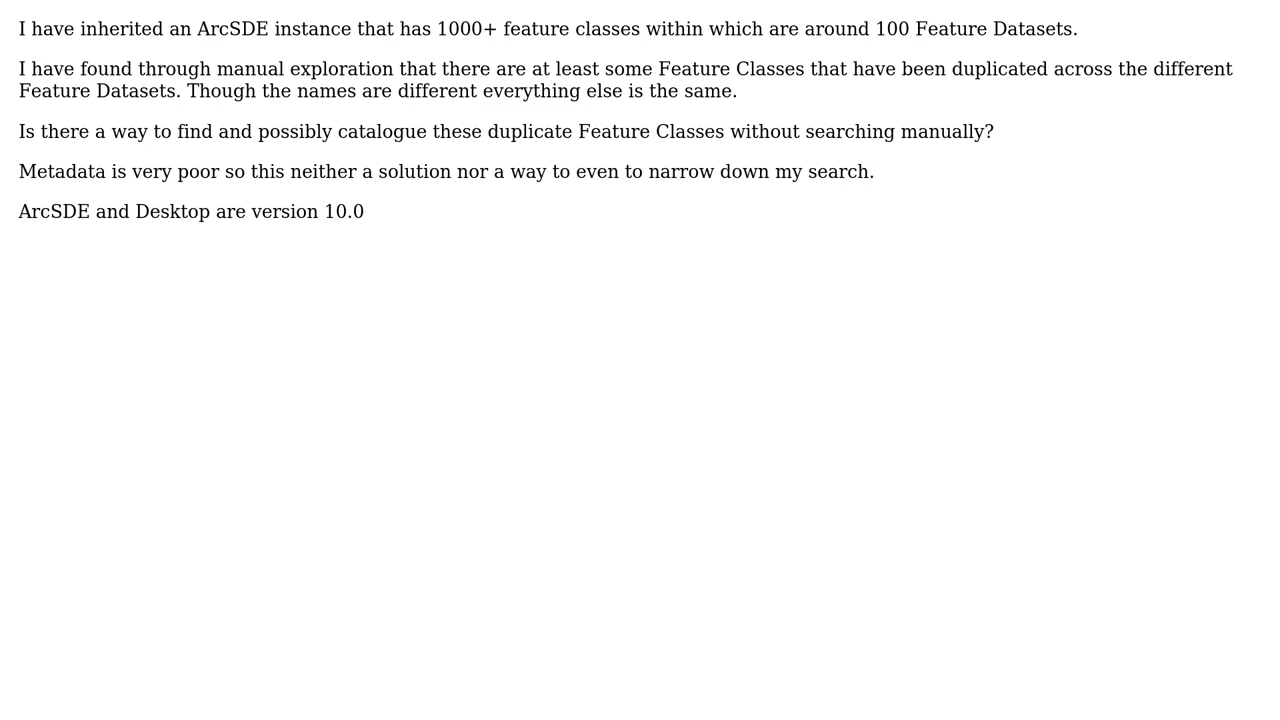 I have inherited an ArcSDE instance that has 1000+ feature classes within which are around 100 Feature Datasets.
I have found through manual exploration that there are at least some Feature Classes that have been duplicated across the different
Feature Datasets. Though the names are different everything else is the same.
Is there a way to find and possibly catalogue these duplicate Feature Classes without searching manually?
Metadata is very poor so this neither a solution nor a way to even to narrow down my search.
ArcSDE and Desktop are version 10.0